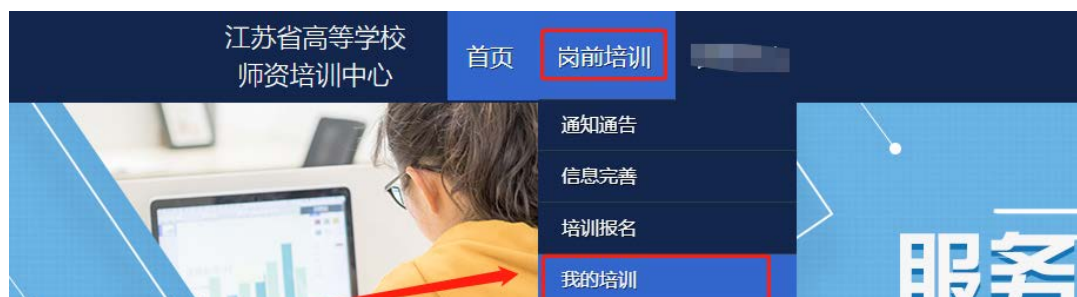 江苏省高等学校
师资培训中心
首页
岗前培训
通知通告
信息完善
培训报名
我的培训
服务